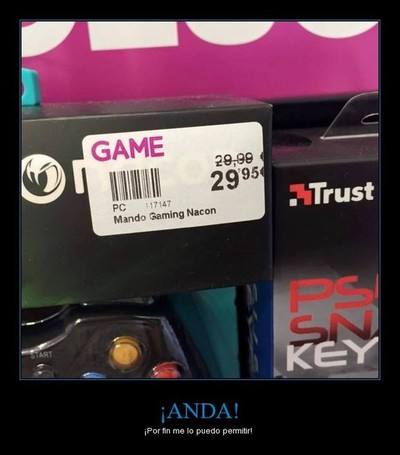 GAME
29,99 €
29'95€
PC 117147
Mando Gaming Nacon
Trust
START
KEY
¡ANDA!
¡Por fin me lo puedo permitir!